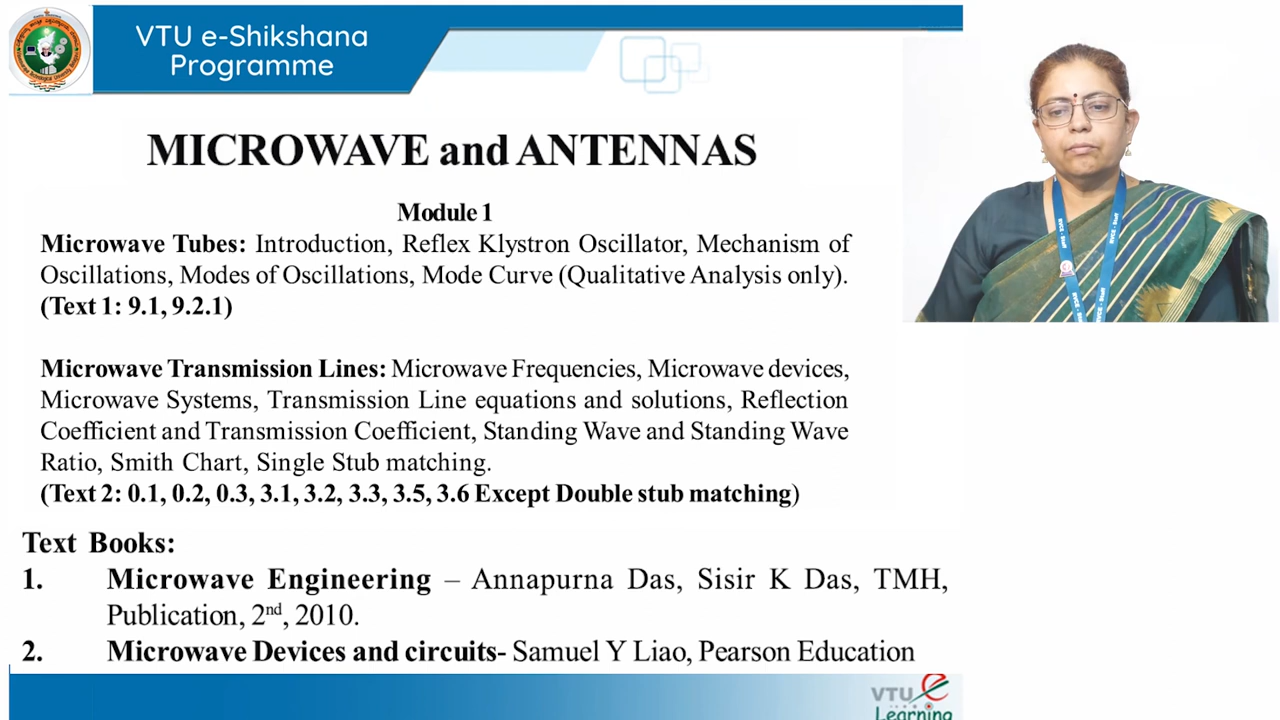 VTU e-Shikshana
Programme
MICROWAVE and ANTENNAS
Module 1
Microwave Tubes: Introduction, Reflex Klystron Oscillator, Mechanism of
Oscillations, Modes of Oscillations, Mode Curve (Qualitative Analysis only).
(Text 1: 9.1, 9.2.1)
Microwave Transmission Lines: Microwave Frequencies, Microwave devices,
Microwave Systems, Transmission Line equations and solutions, Reflection
Coefficient and Transmission Coefficient, Standing Wave and Standing Wave
Ratio, Smith Chart, Single Stub matching.
(Text 2: 0.1, 0.2, 0.3, 3.1, 3.2, 3.3, 3.5, 3.6 Except Double stub matching)
Text Books:
1. Microwave Engineering – Annapurna Das, Sisir K Das, TMH,
Publication, 2nd, 2010.
2. Microwave Devices and circuits- Samuel Y Liao, Pearson Education
VTU e
Learning